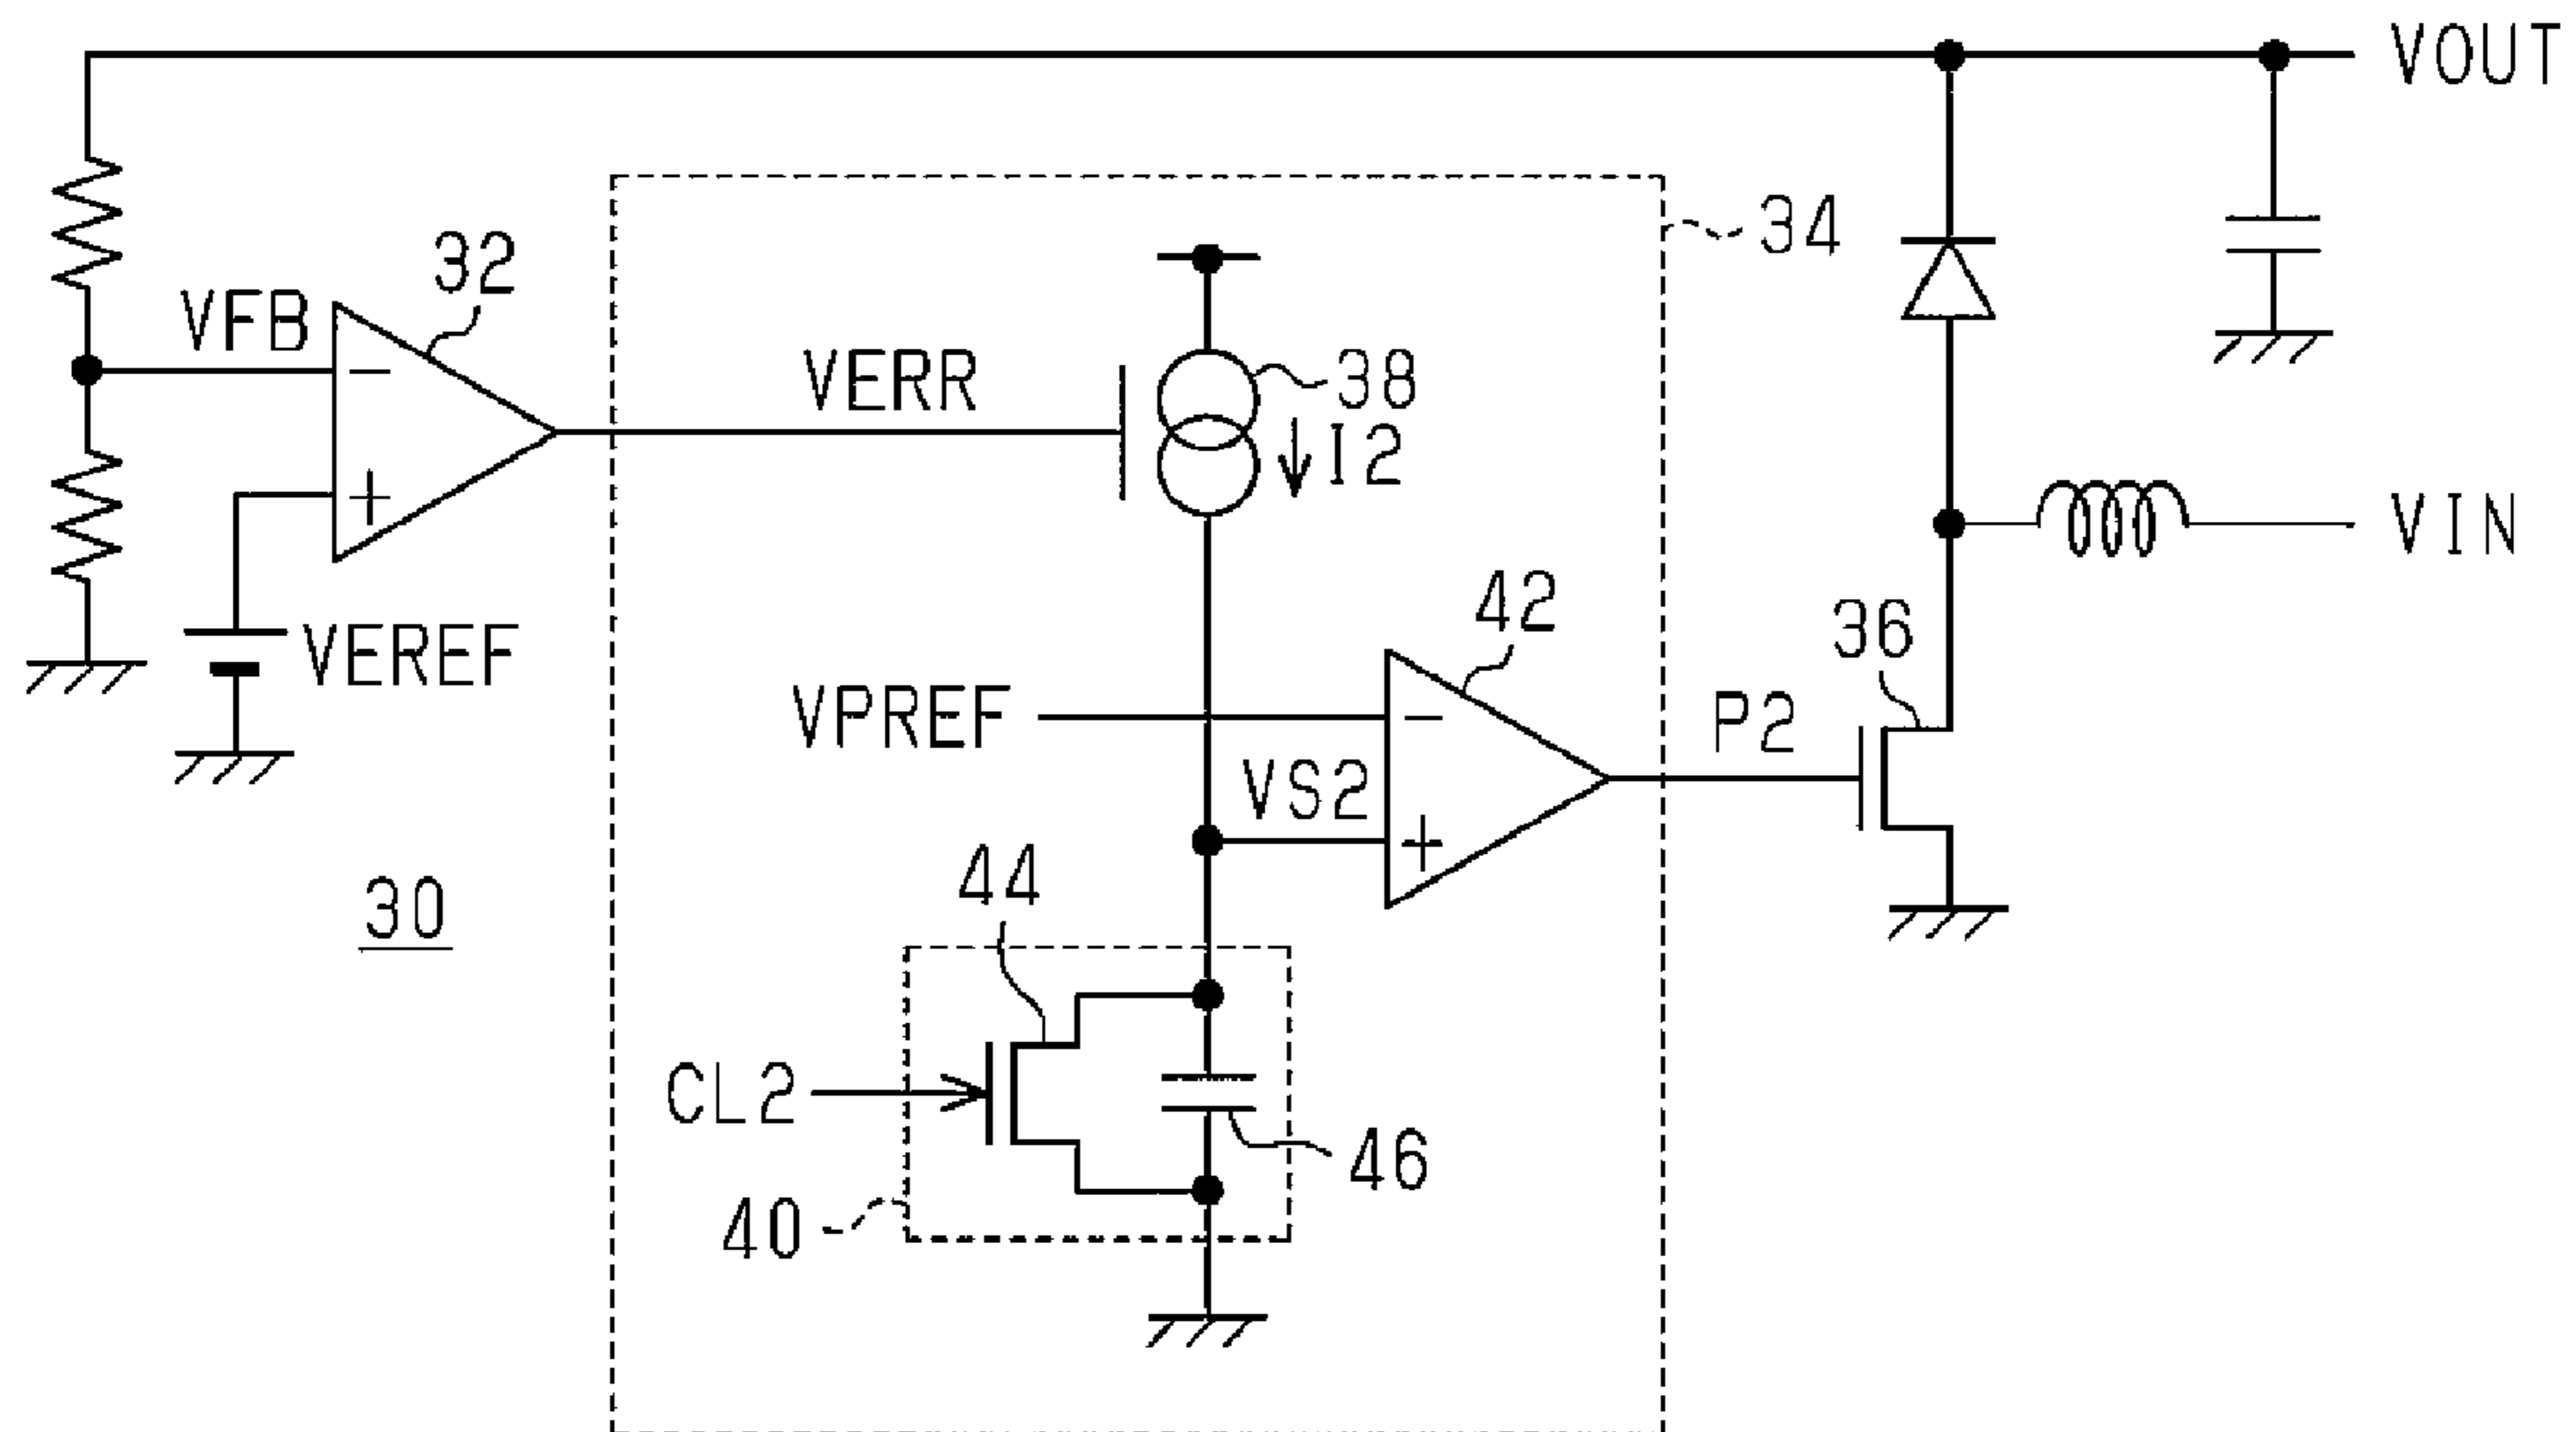 VOUT
34
32
VFB
−
+
VERR
38
I2
VIN
VEREF
42
36
VPREF
−
P2
VS2
+
44
30
CL2
46
40